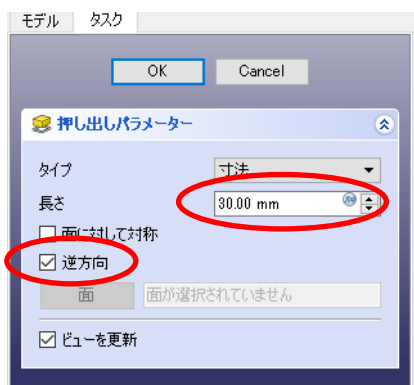 モデル タスク
OK Cancel
押し出しパラメーター
タイプ 寸法
長さ 30.00 mm
面に対して対称
逆方向
面 面が選択されていません
ビューを更新